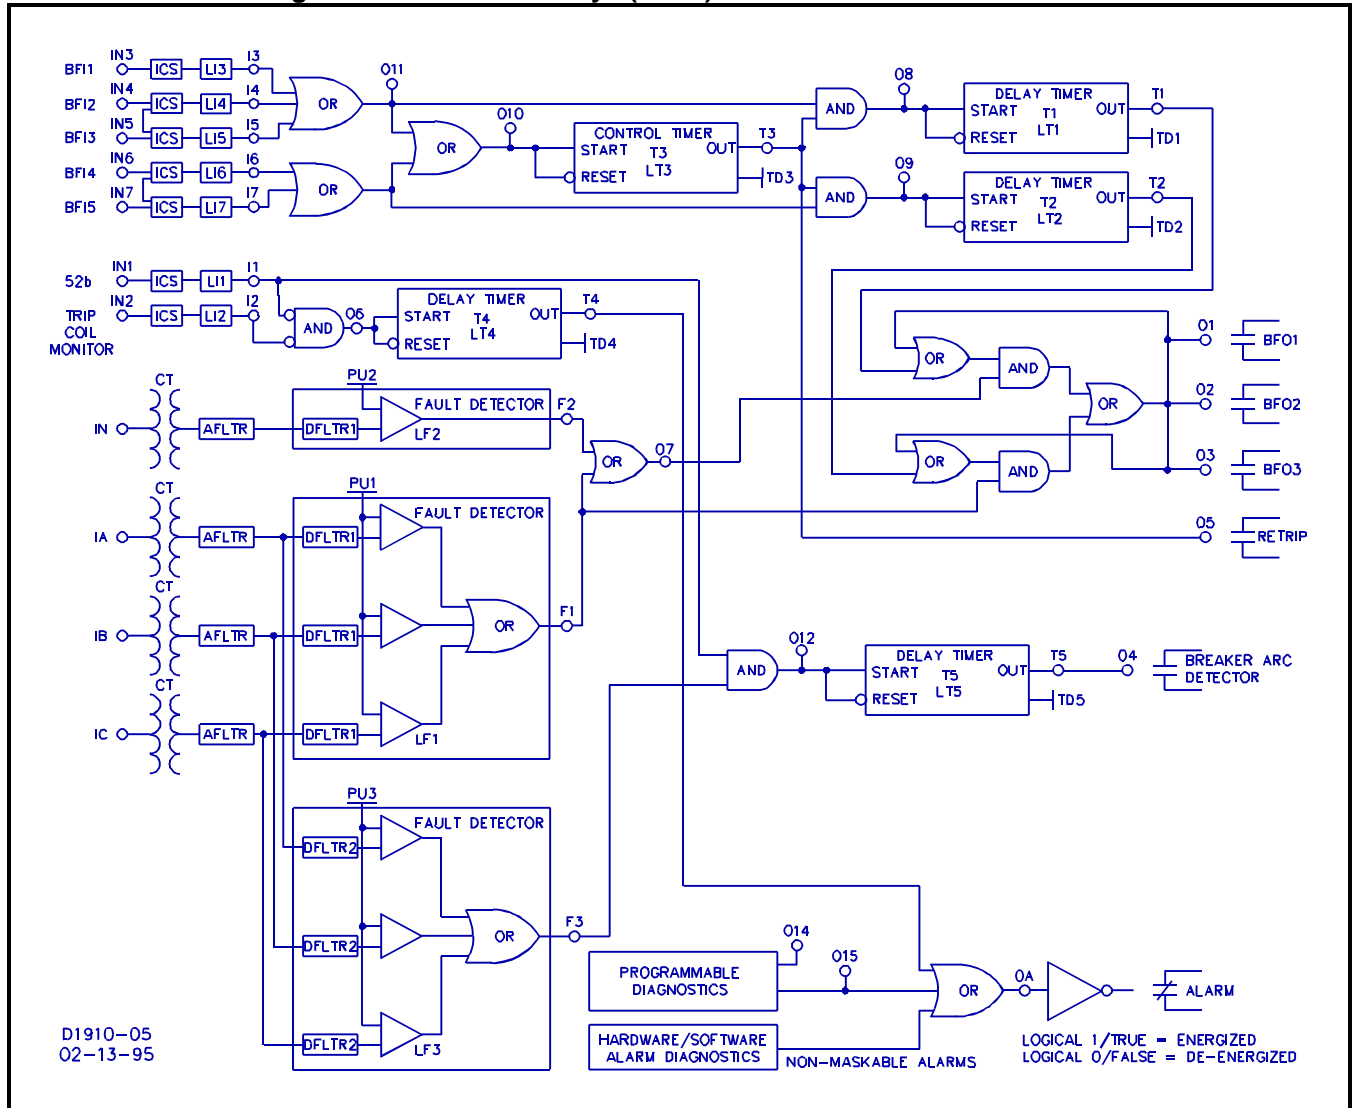 BFI1 IN3 ICS LI3 I3
BFI2 IN4 ICS LI4 I4
BFI3 IN5 ICS LI5 I5
OR
O11
BFI4 IN6 ICS LI6 I6
BFI5 IN7 ICS LI7 I7
OR
OR
O10
CONTROL TIMER
START T3 OUT
RESET LT3
T3
TD3
AND
O8
DELAY TIMER
START T1 OUT
RESET LT1
T1
TD1
AND
O9
DELAY TIMER
START T2 OUT
RESET LT2
T2
TD2
52b IN1 ICS LI1 I1
TRIP
COIL
MONITOR
IN2 ICS LI2 I2
AND
O6
DELAY TIMER
START T4 OUT
RESET LT4
T4
TD4
OR
AND
OR
OR
AND
O1 BFO1
O2 BFO2
O3 BFO3
O5 RETRIP
CT
IN AFLTR
PU2
FAULT DETECTOR
DFLTR1
LF2
F2
OR
O7
CT
IA AFLTR
PU1
FAULT DETECTOR
DFLTR1
CT
IB AFLTR
DFLTR1
OR
F1
CT
IC AFLTR
DFLTR1
LF1
AND
O12
DELAY TIMER
START T5 OUT
RESET LT5
T5
TD5
O4
BREAKER ARC
DETECTOR
PU3
FAULT DETECTOR
DFLTR2
DFLTR2
OR
F3
DFLTR2
LF3
PROGRAMMABLE
DIAGNOSTICS
O14
O15
OR
OA
ALARM
HARDWARE/SOFTWARE
ALARM DIAGNOSTICS
NON-MASKABLE ALARMS
LOGICAL 1/TRUE = ENERGIZED
LOGICAL 0/FALSE = DE-ENERGIZED
D1910-05
02-13-95